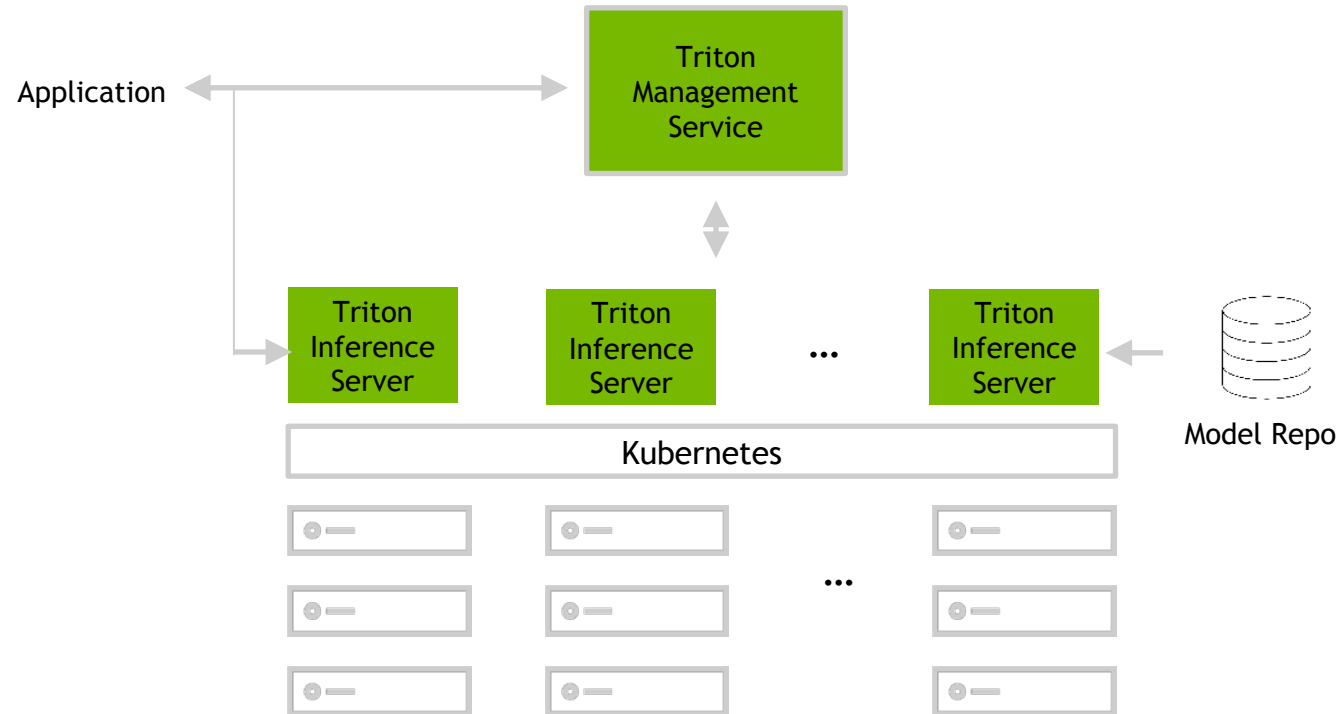 Triton
Management
Service
Application
Triton
Inference
Server
Triton
Inference
Server
...
Triton
Inference
Server
Model Repo
Kubernetes
...